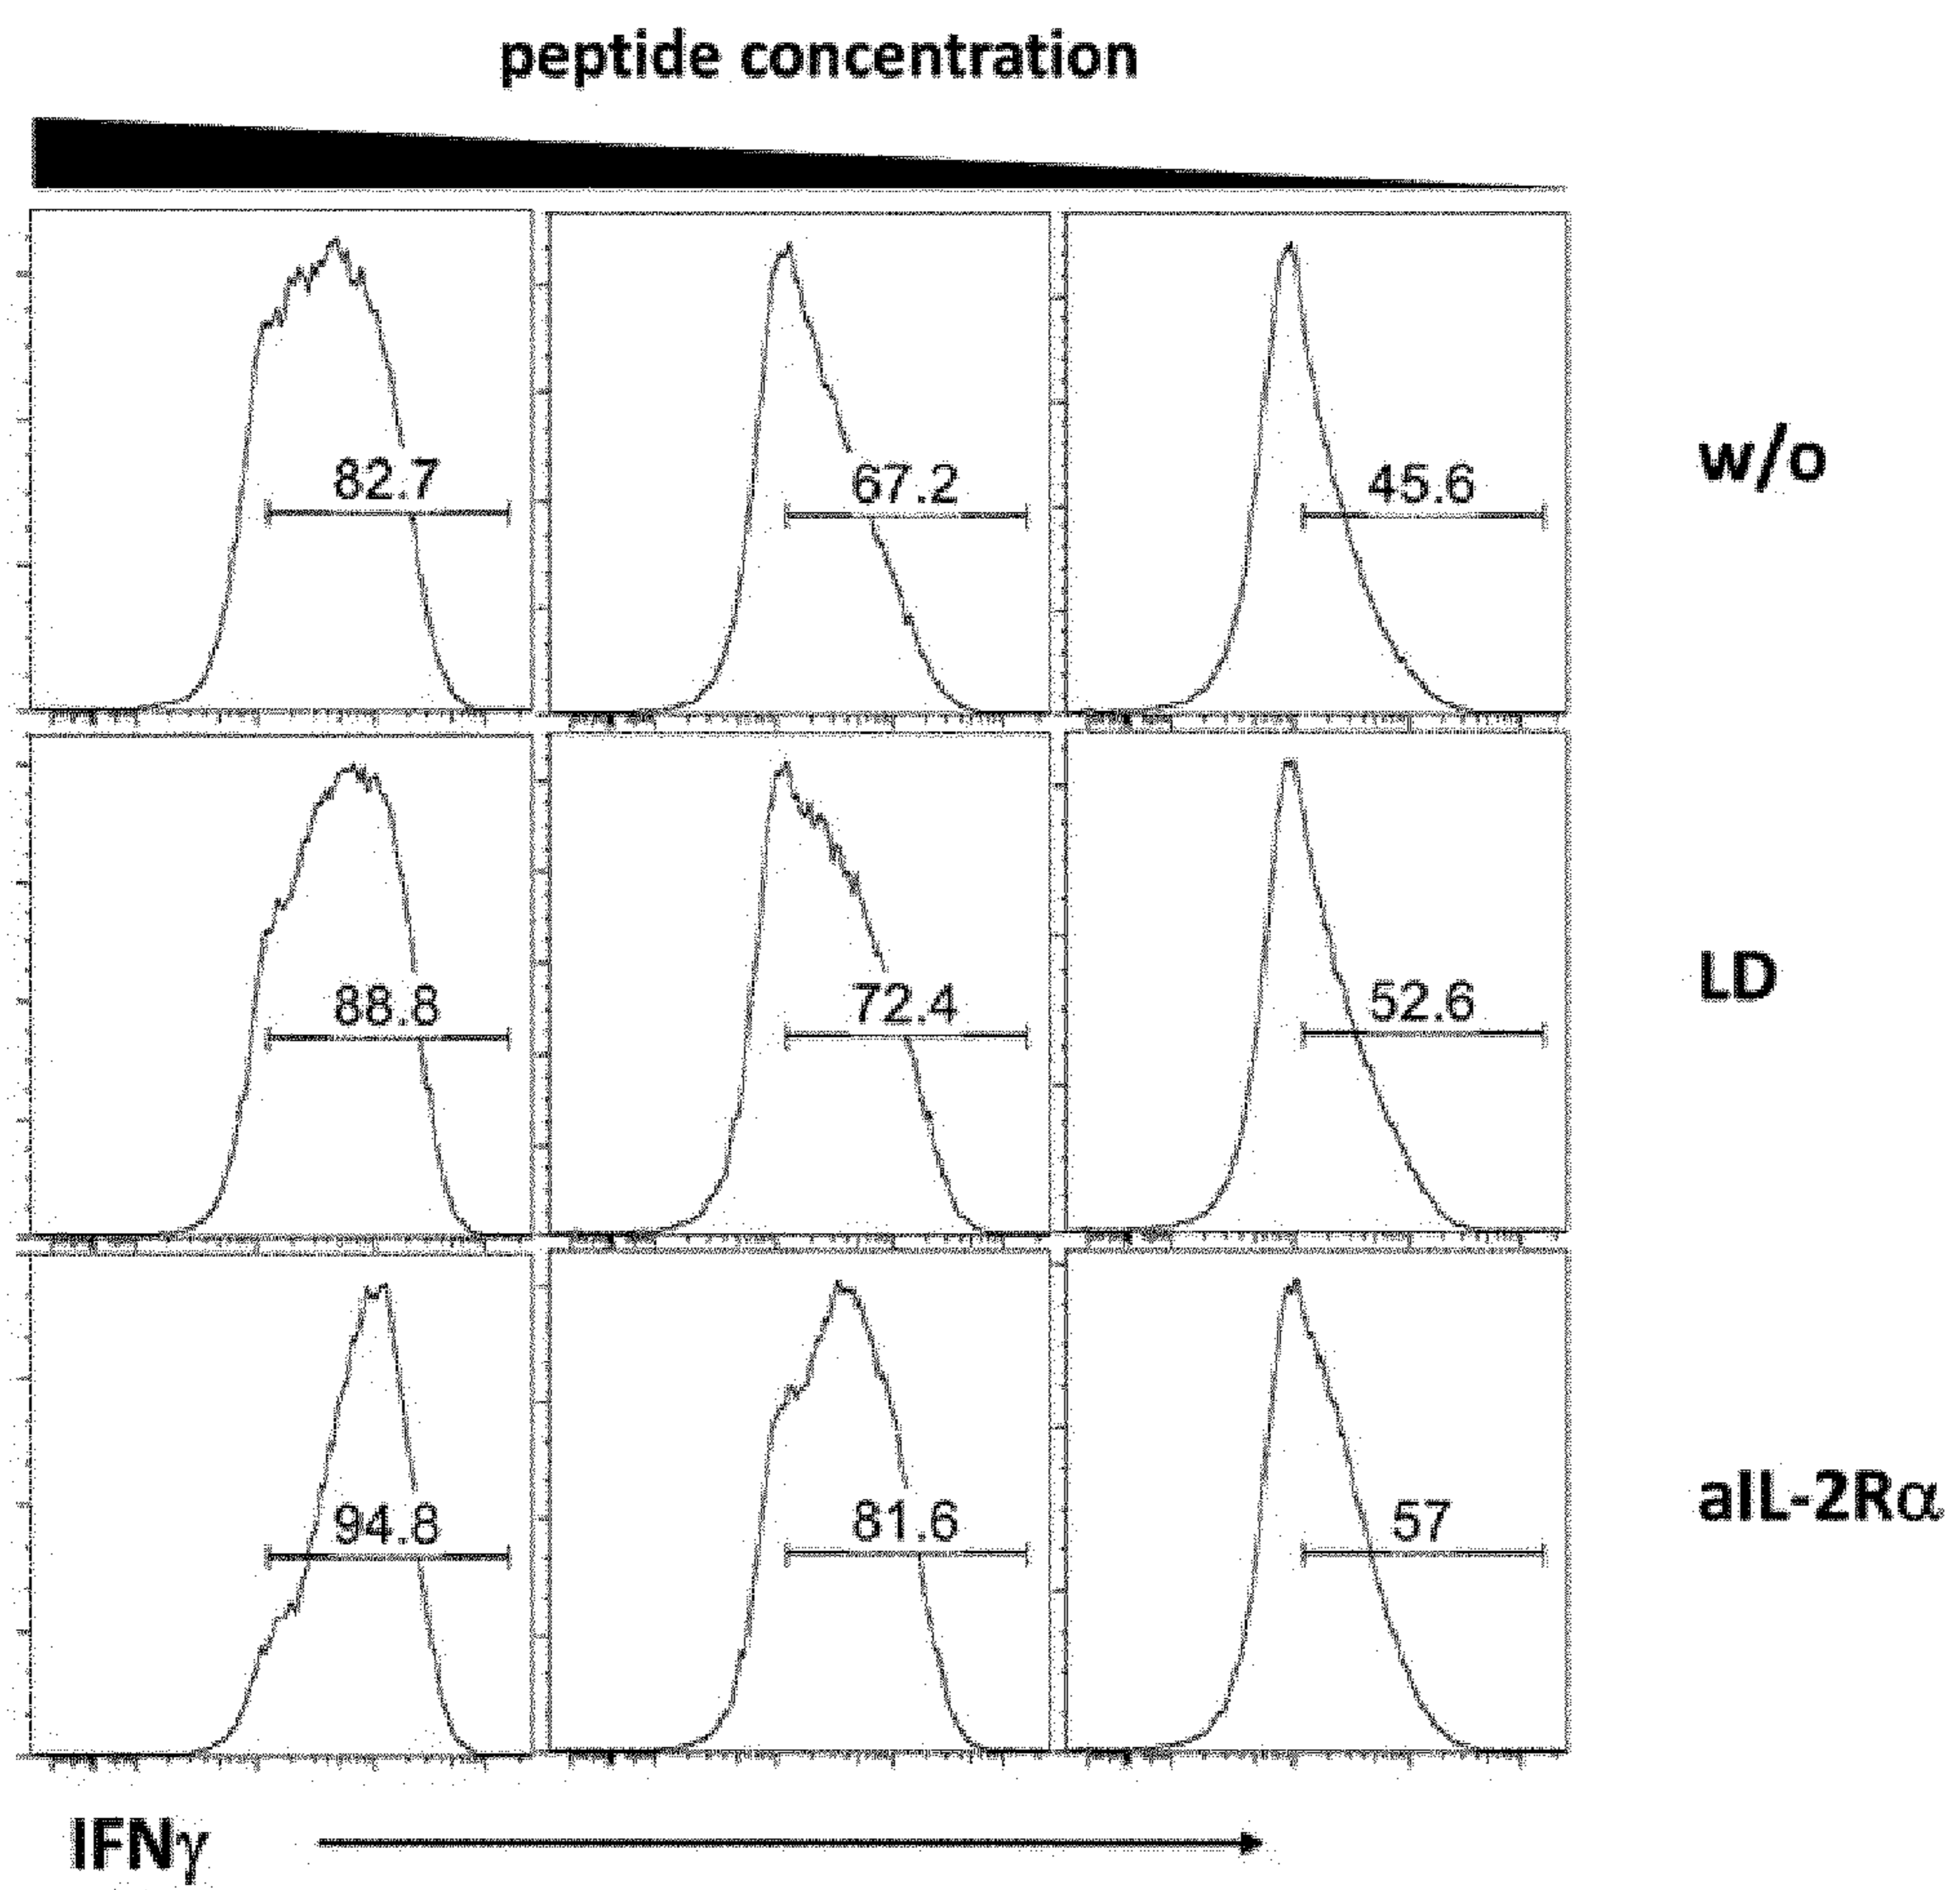 peptide concentration
82.7 67.2 45.6 w/o
88.8 72.4 52.6 LD
94.8 81.6 57 aIL-2Rα
IFNγ